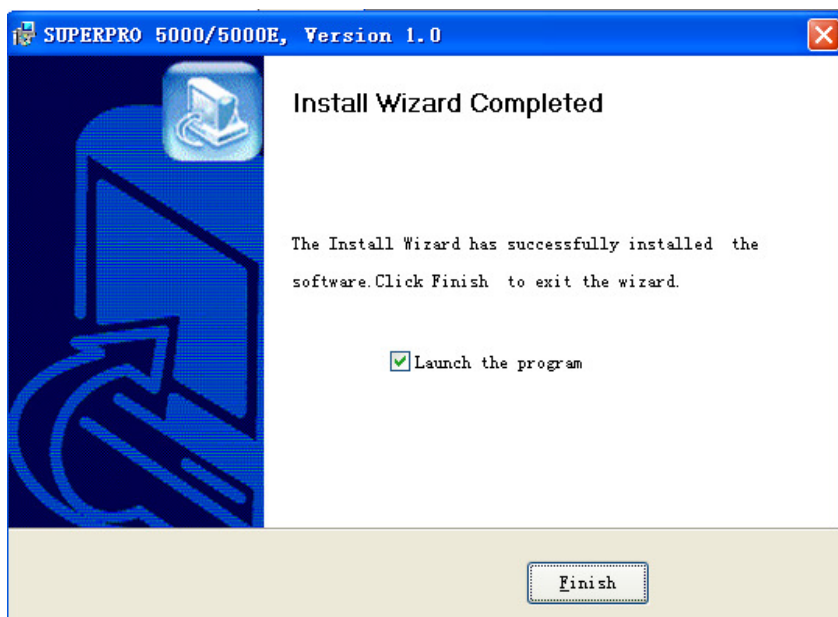 SUPERPRO 5000/5000E, Version 1.0
Install Wizard Completed
The Install Wizard has successfully installed the
software.Click Finish to exit the wizard.
Launch the program
Finish